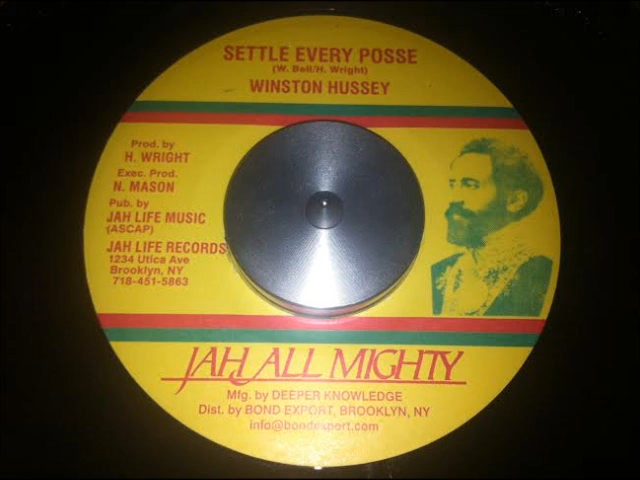 SETTLE EVERY POSSE
(W. Bell/H. Wright)
WINSTON HUSSEY
Prod. by
H. WRIGHT
Exec. Prod.
N. MASON
Pub. by
JAH LIFE MUSIC
(ASCAP)
JAH LIFE RECORDS
1234 Utica Ave
Brooklyn, NY
718-451-5863
JAH ALL MIGHTY
Mfg. by DEEPER KNOWLEDGE
Dist. by BOND EXPORT, BROOKLYN, NY
info@bondexport.com